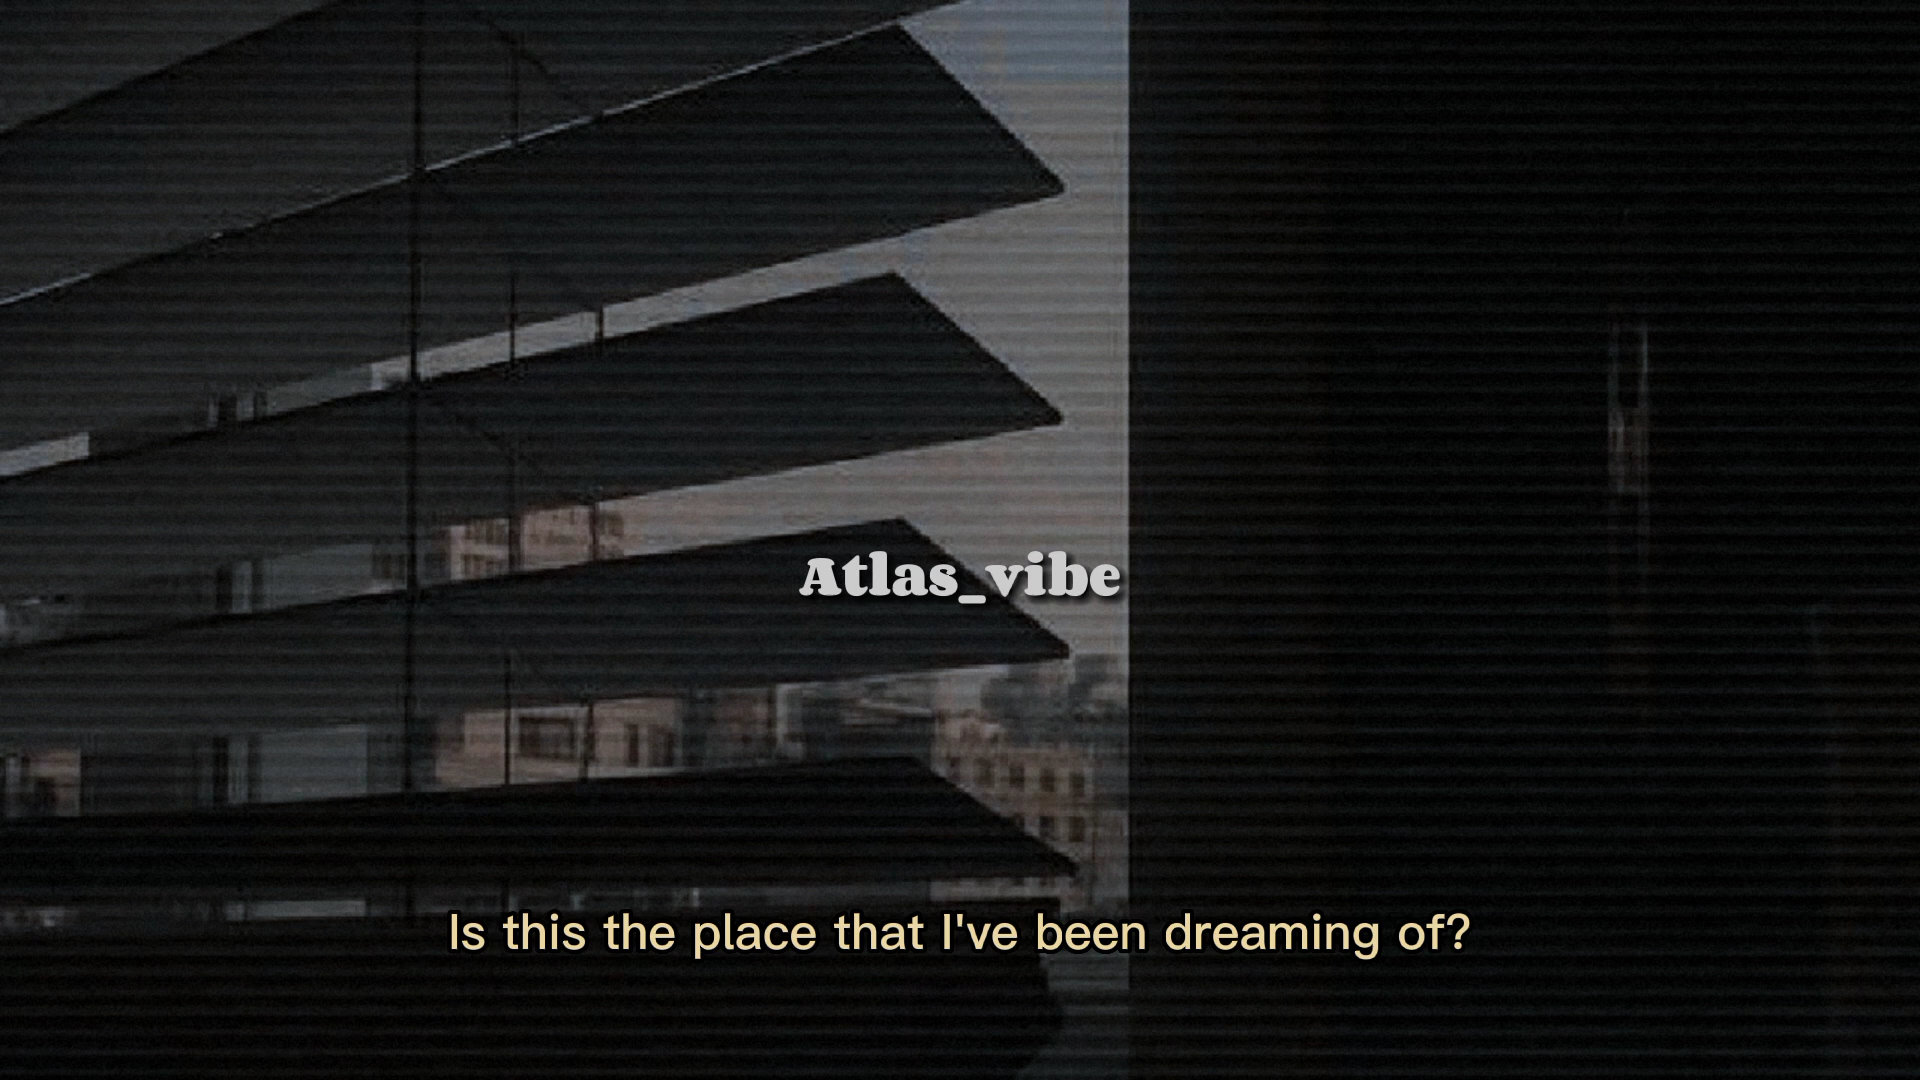 Atlas_vibe
Is this the place that I've been dreaming of?